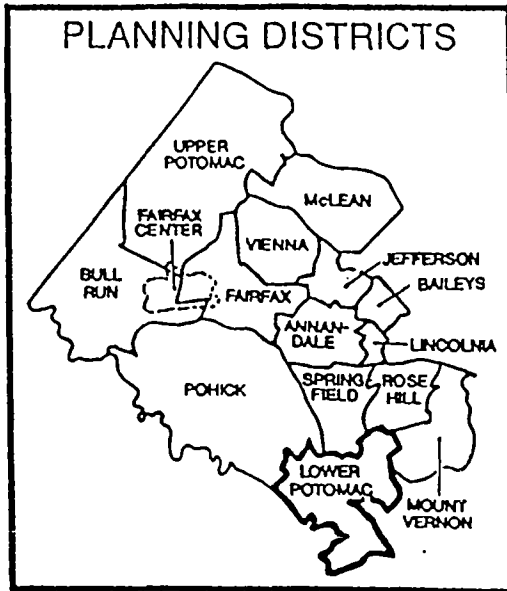 PLANNING DISTRICTS
UPPER
POTOMAC
McLEAN
FAIRFAX
CENTER
VIENNA
JEFFERSON
BULL
RUN
BAILEYS
FAIRFAX
ANNAN-
DALE
LINCOLNIA
POHICK
SPRING
FIELD
ROSE
HILL
LOWER
POTOMAC
MOUNT
VERNON